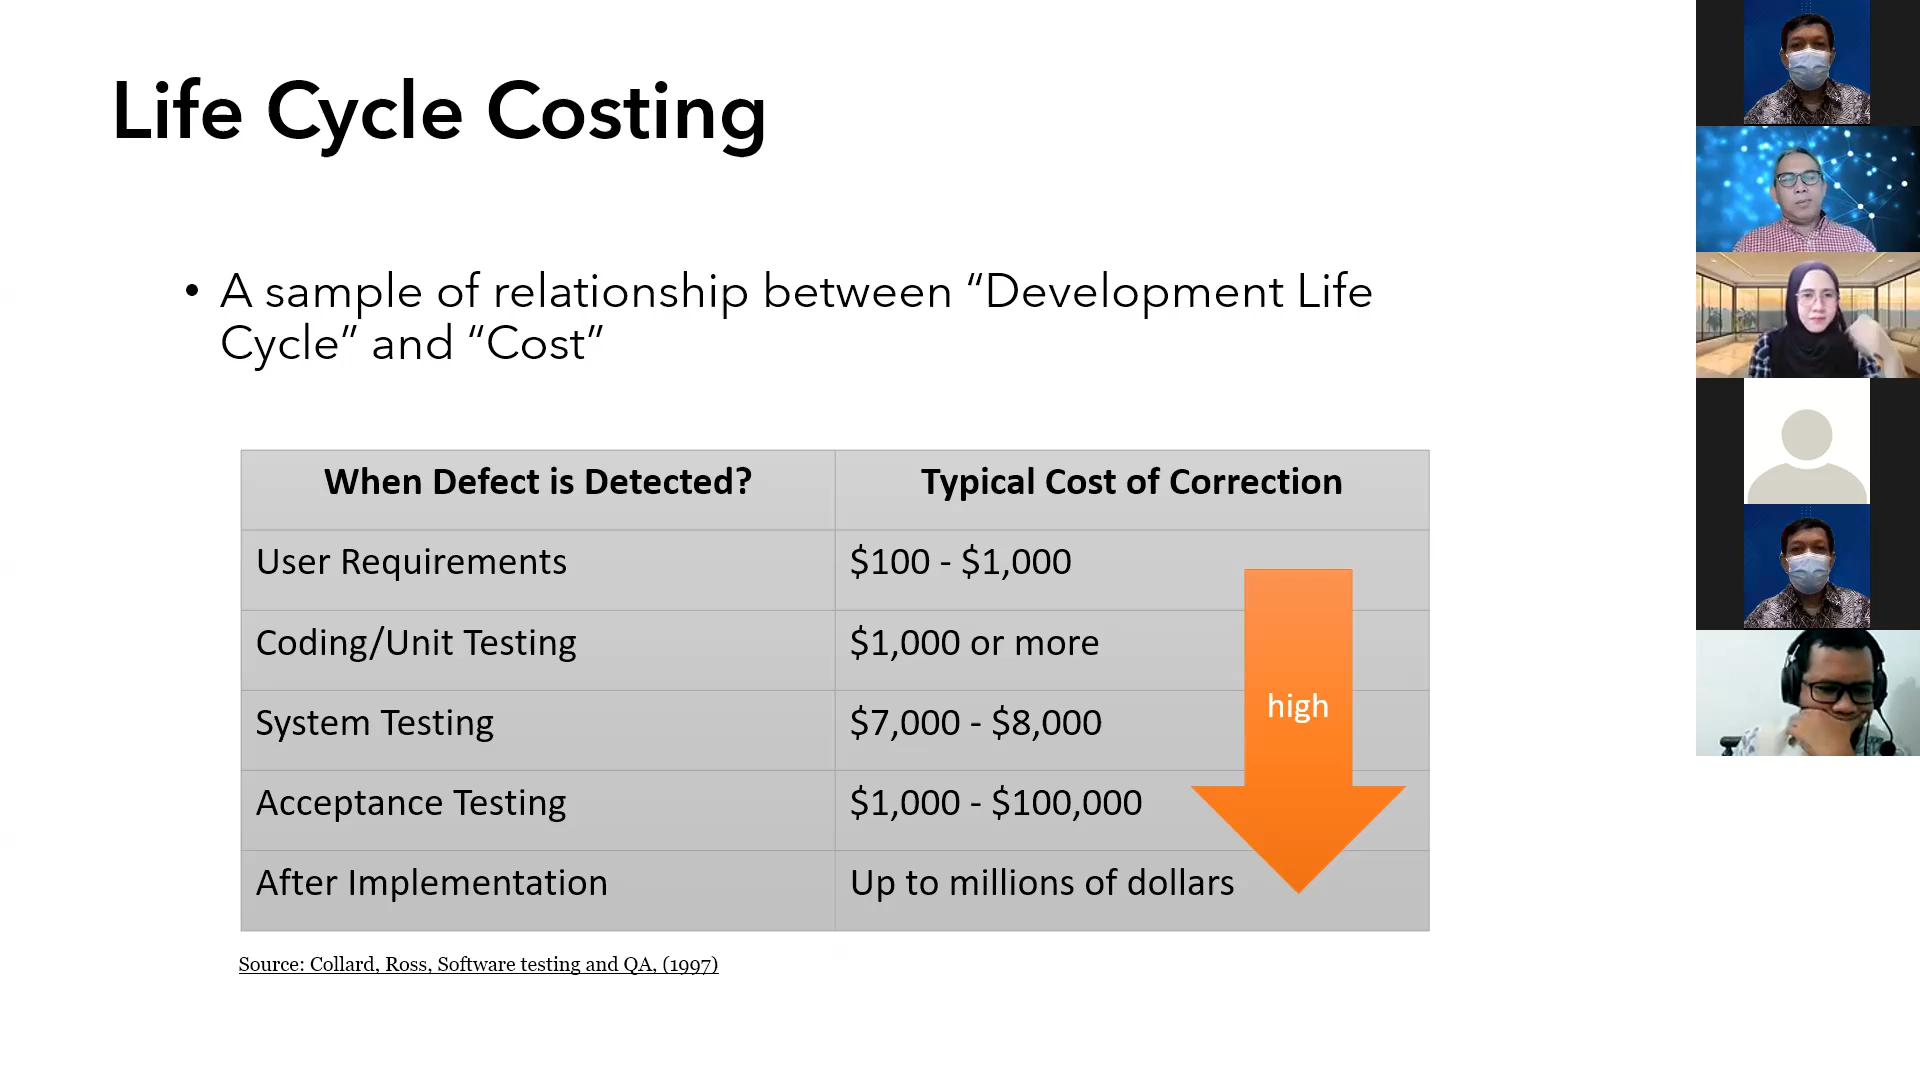 Life Cycle Costing
• A sample of relationship between “Development Life
Cycle” and “Cost”
When Defect is Detected? Typical Cost of Correction
User Requirements $100 - $1,000
Coding/Unit Testing $1,000 or more
System Testing $7,000 - $8,000
high
Acceptance Testing $1,000 - $100,000
After Implementation Up to millions of dollars
Source: Collard, Ross, Software testing and QA, (1997)